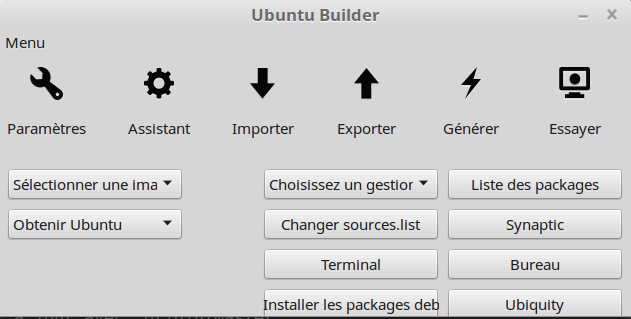 Ubuntu Builder
Menu
Paramètres Assistant Importer Exporter Générer Essayer
Sélectionner une ima Choisissez un gestior Liste des packages
Obtenir Ubuntu Changer sources.list Synaptic
Terminal Bureau
Installer les packages deb Ubiquity